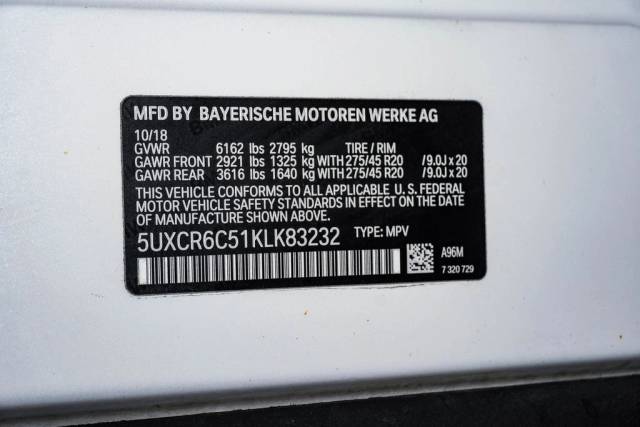 MFD BY BAYERISCHE MOTOREN WERKE AG
10/18
GVWR 6162 lbs 2795 kg TIRE / RIM
GAWR FRONT 2921 lbs 1325 kg WITH 275/45 R20 /9.0J x 20
GAWR REAR 3616 lbs 1640 kg WITH 275/45 R20 /9.0J x 20
THIS VEHICLE CONFORMS TO ALL APPLICABLE U.S. FEDERAL
MOTOR VEHICLE SAFETY STANDARDS IN EFFECT ON THE DATE
OF MANUFACTURE SHOWN ABOVE.
5UXCR6C51KLK83232 TYPE: MPV
A96M
7 320 729